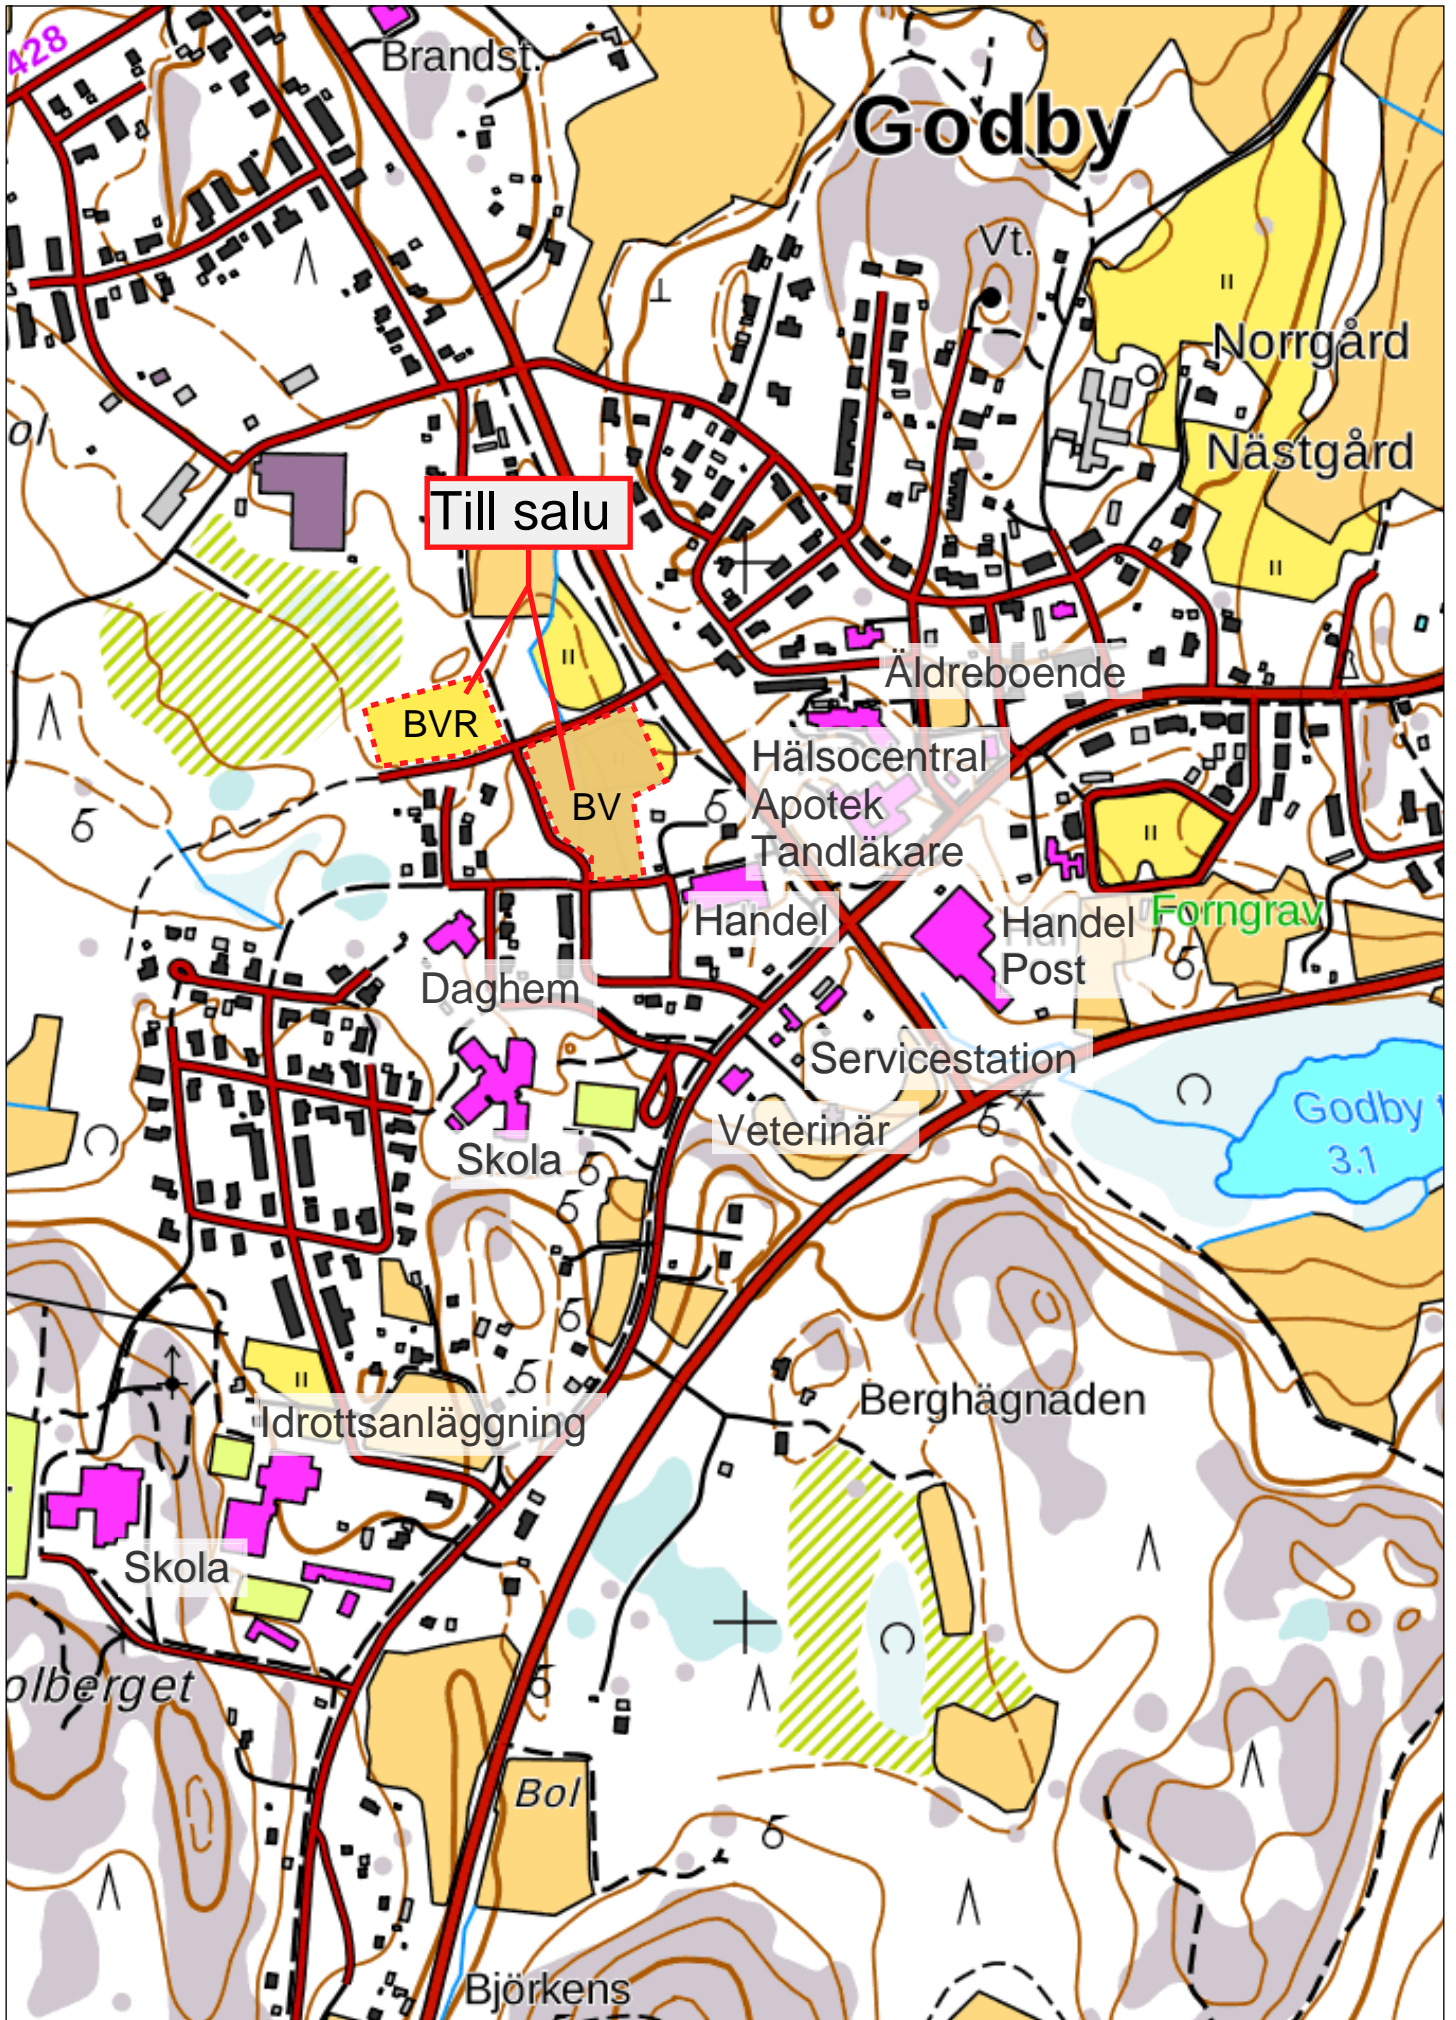 428
Brandst.
Godby
Vt.
Norrgård
Nästgård
ol
Till salu
Äldreboende
BVR
BV
Hälsocentral
Apotek
Tandläkare
Handel
Handel
Post
Forngrav
Daghem
Servicestation
Veterinär
Skola
Godby t
3.1
Berghägnaden
Idrottsanläggning
Skola
olberget
Bol
Björkens